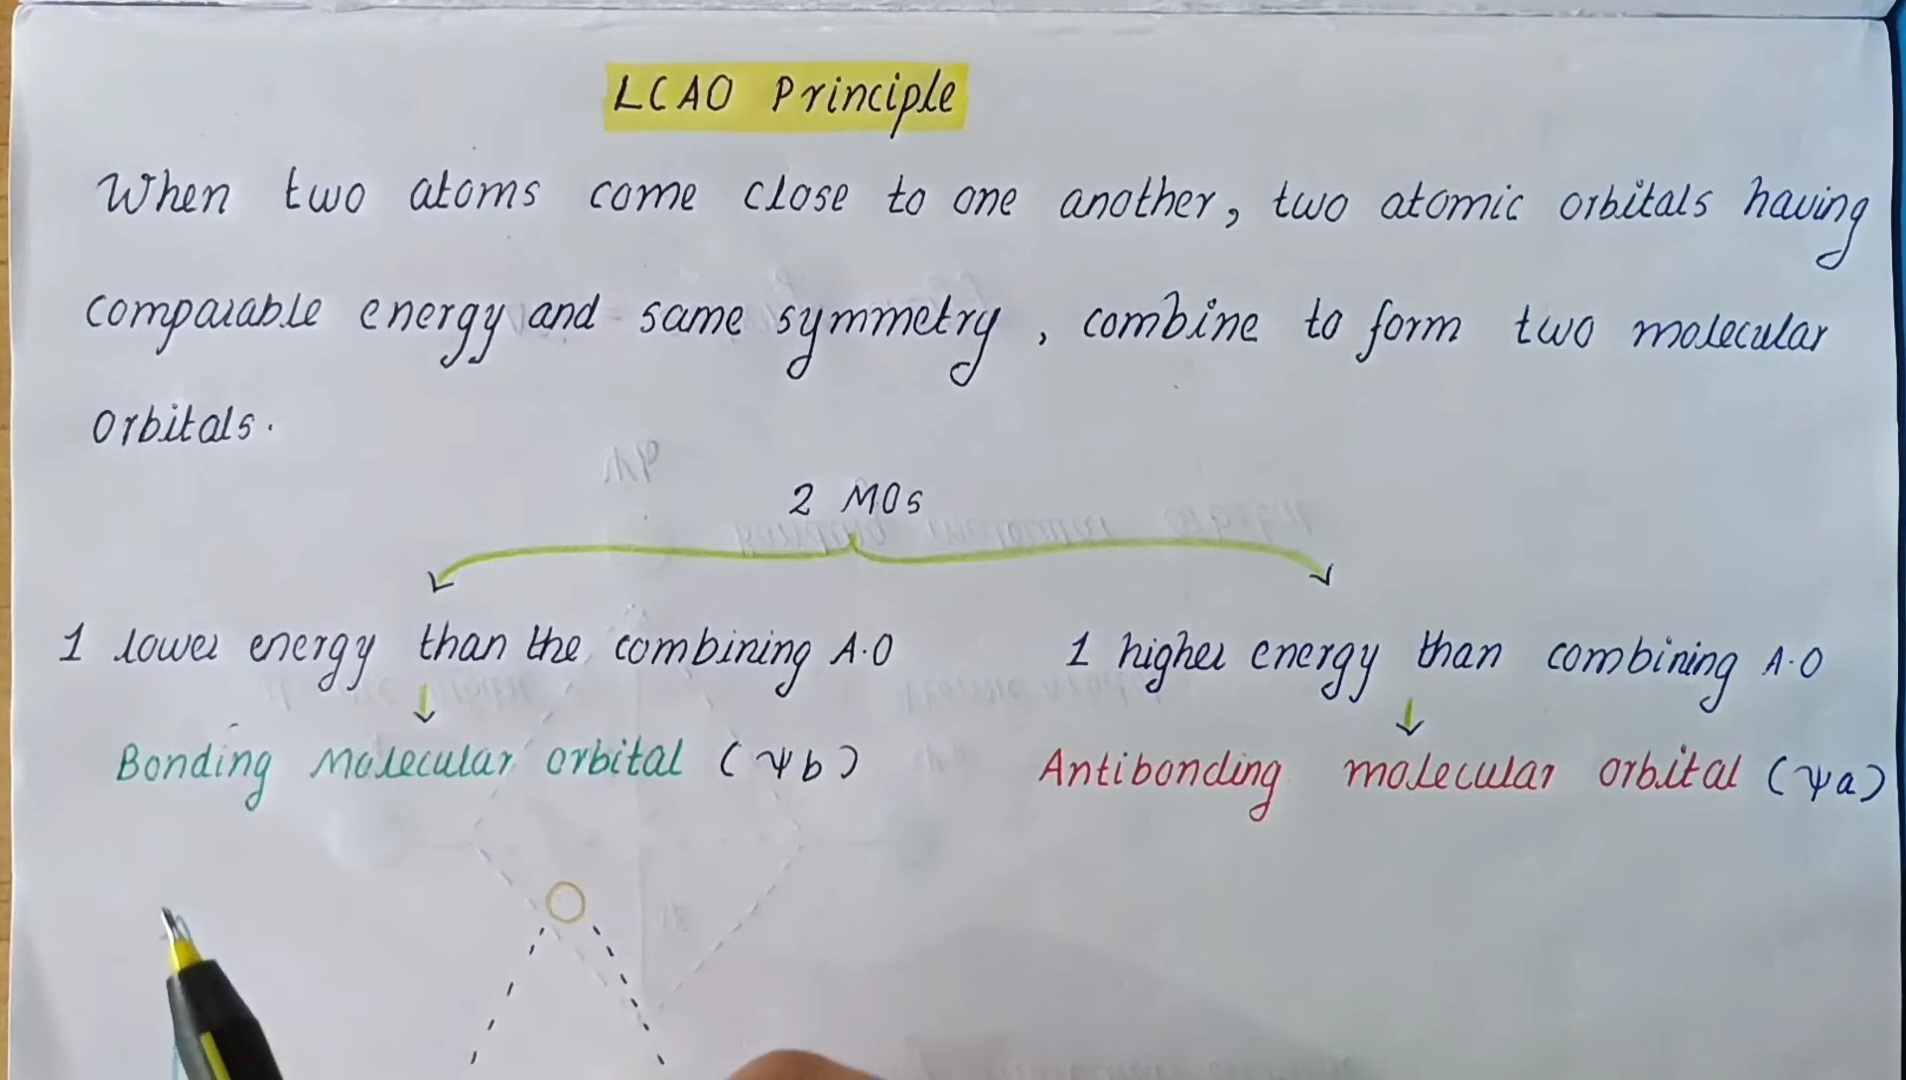 LCAO Principle
When two atoms come close to one another, two atomic orbitals having
comparable energy and same symmetry, combine to form two molecular
orbitals.
2 MOs
1 lower energy than the combining A.O
1 higher energy than combining A.O
Bonding Molecular orbital (ψb)
Antibonding molecular orbital (ψa)